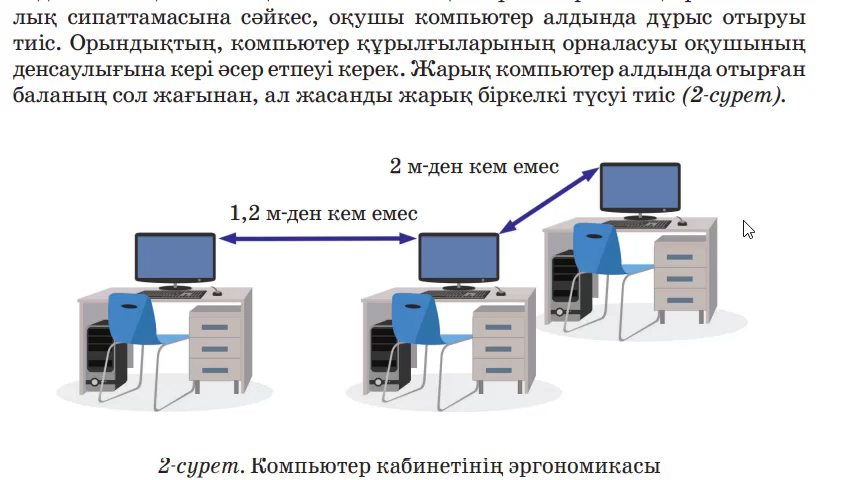 лық сипаттамасына сәйкес, оқушы компьютер алдында дұрыс отыруы
тиіс. Орындықтың, компьютер құрылғыларының орналасуы оқушының
денсаулығына кері әсер етпеуі керек. Жарық компьютер алдында отырған
баланың сол жағынан, ал жасанды жарық біркелкі түсуі тиіс (2-сурет).
2 м-ден кем емес
1,2 м-ден кем емес
2-сурет. Компьютер кабинетінің эргономикасы